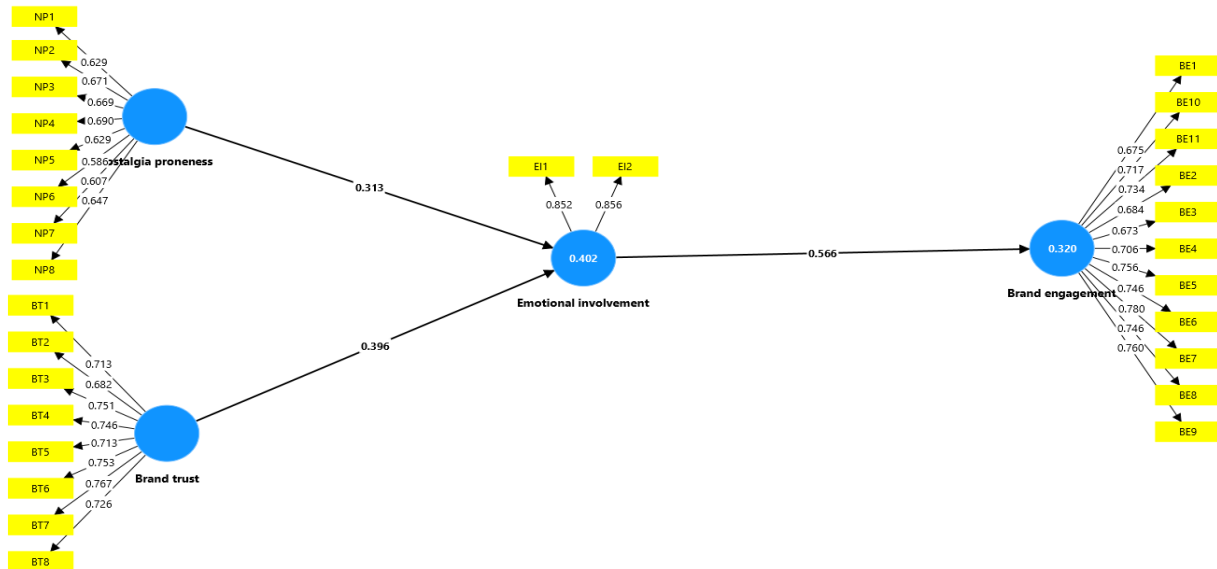 NP1
NP2
NP3
NP4
NP5
NP6
NP7
NP8
0.629
0.671
0.669
0.690
0.629
0.586
0.607
0.647
ostalgia proneness
BT1
BT2
BT3
BT4
BT5
BT6
BT7
BT8
0.713
0.682
0.751
0.746
0.713
0.753
0.767
0.726
Brand trust
0.313
0.396
EI1
EI2
0.852
0.856
0.402
Emotional involvement
0.566
0.320
Brand engagement
0.675
0.717
0.734
0.684
0.673
0.706
0.756
0.746
0.780
0.746
0.760
BE1
BE10
BE11
BE2
BE3
BE4
BE5
BE6
BE7
BE8
BE9